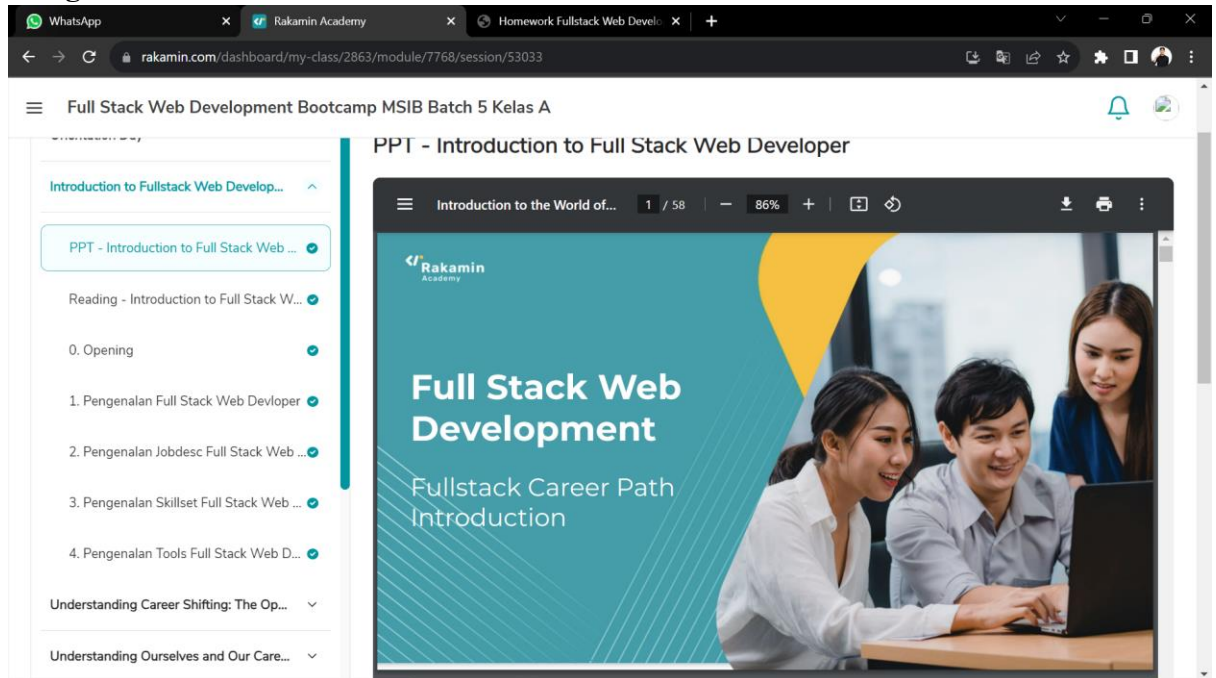 WhatsApp
Rakamin Academy
Homework Fullstack Web Develo
rakamin.com/dashboard/my-class/2863/module/7768/session/53033
Full Stack Web Development Bootcamp MSIB Batch 5 Kelas A
Introduction to Fullstack Web Develop...
PPT - Introduction to Full Stack Web ...
Reading - Introduction to Full Stack W...
0. Opening
1. Pengenalan Full Stack Web Devloper
2. Pengenalan Jobdesc Full Stack Web ...
3. Pengenalan Skillset Full Stack Web ...
4. Pengenalan Tools Full Stack Web D...
Understanding Career Shifting: The Op...
Understanding Ourselves and Our Care...
PPT - Introduction to Full Stack Web Developer
Introduction to the World of... 1 / 58 86%
Rakamin
Academy
Full Stack Web
Development
Fullstack Career Path
Introduction